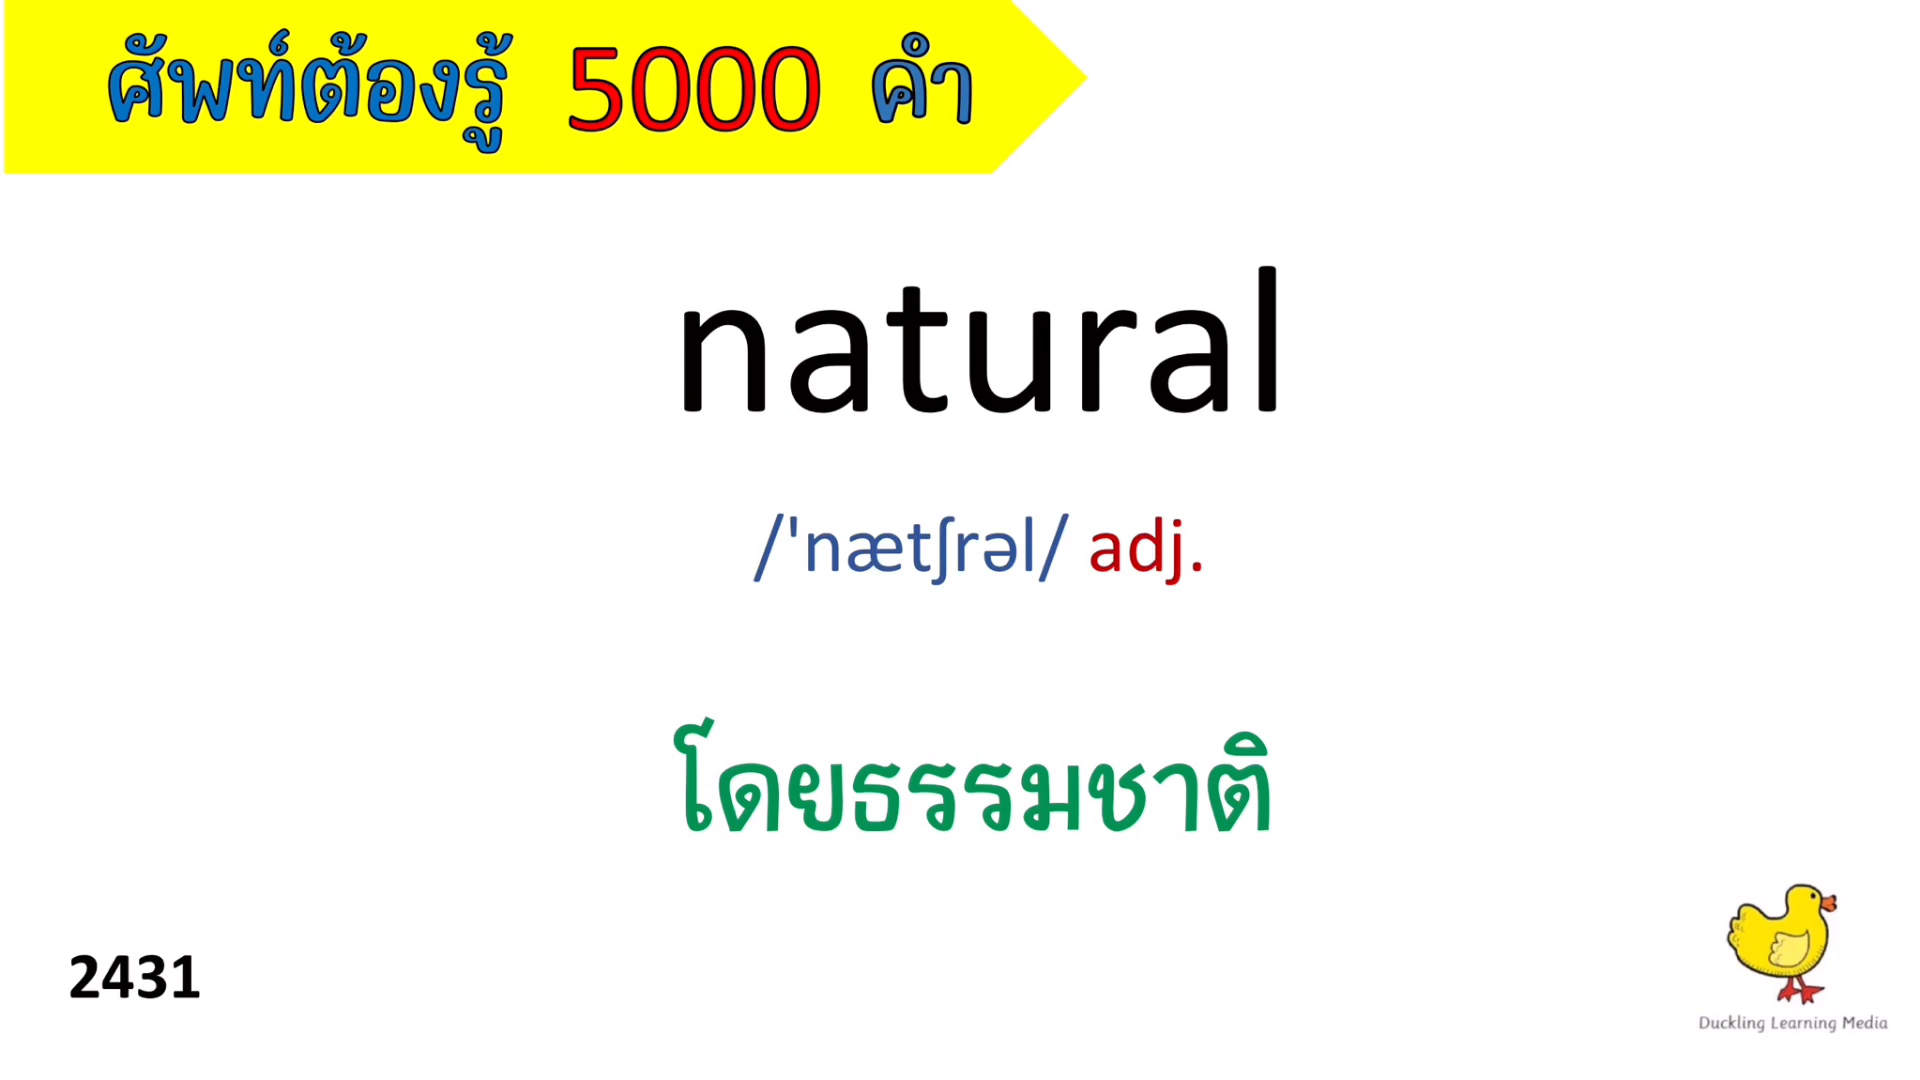 ศัพท์ต้องรู้ 5000 คำ
natural
/'nætʃrəl/ adj.
โดยธรรมชาติ
2431
Duckling Learning Media